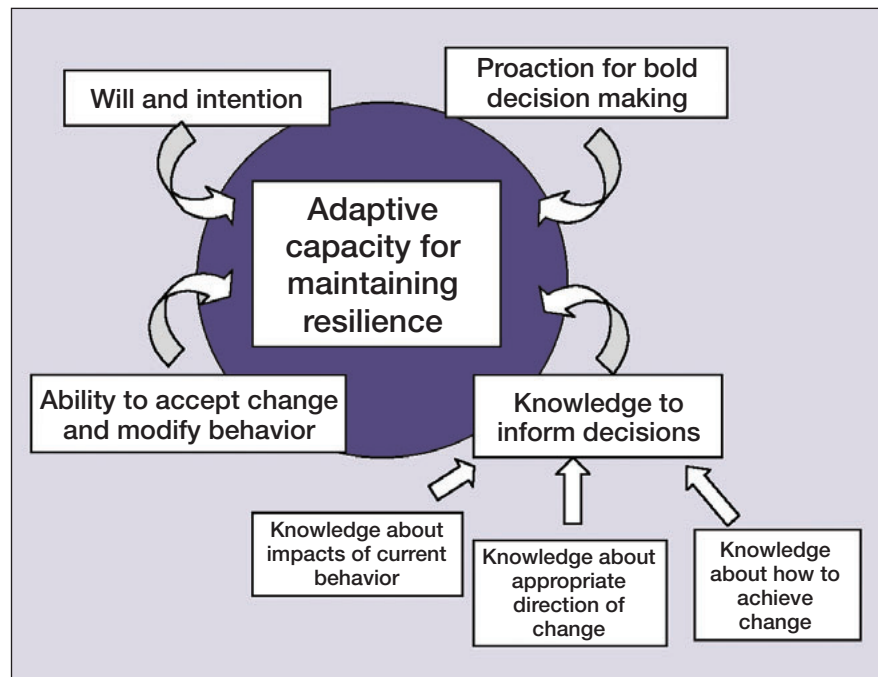 Will and intention
Proaction for bold
decision making
Adaptive
capacity for
maintaining
resilience
Ability to accept change
and modify behavior
Knowledge to
inform decisions
Knowledge about
impacts of current
behavior
Knowledge about
appropriate
direction of
change
Knowledge
about how to
achieve
change